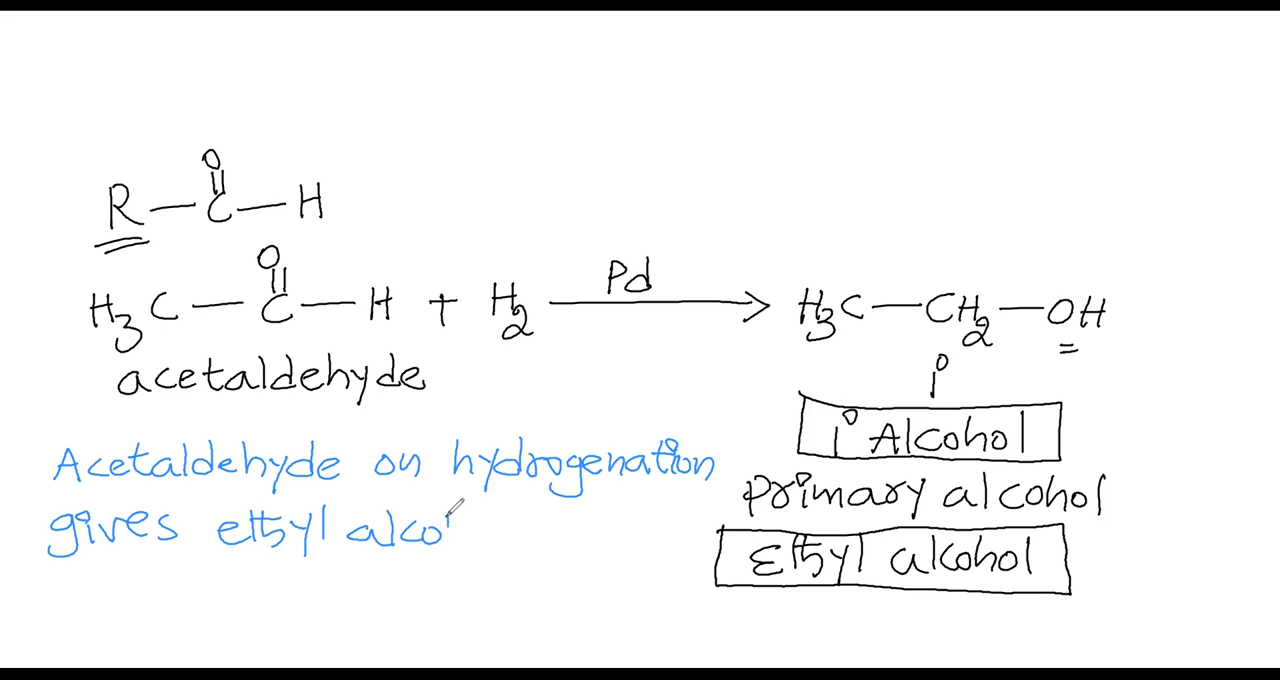 O
R — C — H
O
H3C — C — H + H2 Pd → H3C — CH2 — OH
acetaldehyde
1°
1° Alcohol
Acetaldehyde on hydrogenation
primary alcohol
gives ethyl alco
Ethyl alcohol